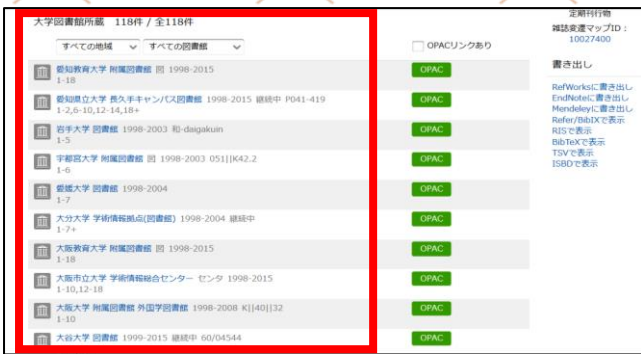 大学図書館所蔵 118件 / 全118件
すべての地域
すべての図書館
OPACリンクあり
愛知教育大学 附属図書館 図 1998-2015
OPAC
1-18
愛知県立大学 長久手キャンパス図書館 1998-2015 継続中 P041-419
OPAC
1-2,6-10,12-14,18+
岩手大学 図書館 1998-2003 和-daigakuin
OPAC
1-5
宇都宮大学 附属図書館 図 1998-2003 051||K42.2
OPAC
1-6
愛媛大学 図書館 1998-2004
OPAC
1-7
大分大学 学術情報拠点(図書館) 1998-2004 継続中
OPAC
1-7+
大阪教育大学 附属図書館 図 1998-2015
OPAC
1-18
大阪市立大学 学術情報総合センター センタ 1998-2015
OPAC
1-10,12-18
大阪大学 附属図書館 外国学図書館 1998-2008 K||40||32
OPAC
1-10
大谷大学 図書館 1999-2015 継続中 60/04544
OPAC
定期刊行物
雑誌変遷マップID：
10027400
書き出し
RefWorksに書き出し
EndNoteに書き出し
Mendeleyに書き出し
Refer/BibIXで表示
RISで表示
BibTeXで表示
TSVで表示
ISBDで表示